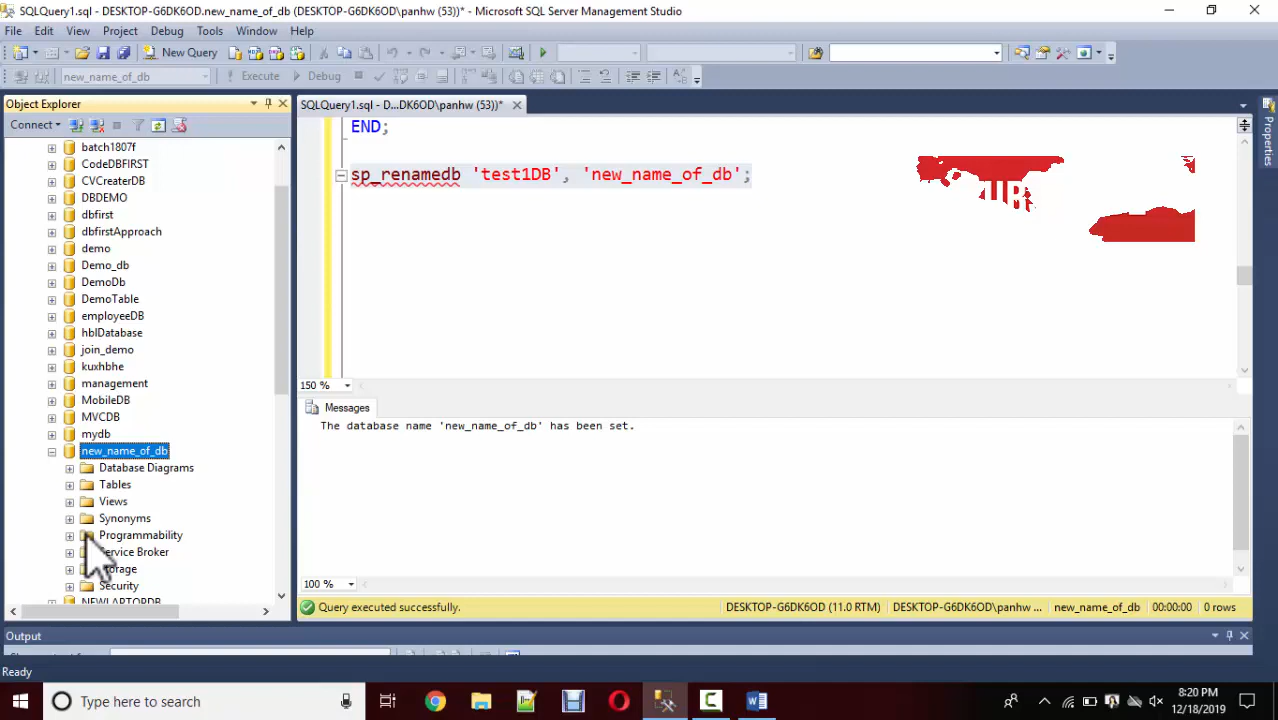 SQLQuery1.sql - DESKTOP-G6DK6OD.new_name_of_db (DESKTOP-G6DK6OD\panhw (53))* - Microsoft SQL Server Management Studio
File Edit View Project Debug Tools Window Help
New Query
new_name_of_db Execute Debug
Object Explorer
Connect
batch1807f
CodeDBFIRST
CVCreaterDB
DBDEMO
dbfirst
dbfirstApproach
demo
Demo_db
DemoDb
DemoTable
employeeDB
hblDatabase
join_demo
kuxhbhe
management
MobileDB
MVCDB
mydb
new_name_of_db
Database Diagrams
Tables
Views
Synonyms
Programmability
Service Broker
Storage
Security
NEWLAPTOPDB
SQLQuery1.sql - D...DK6OD\panhw (53))*
END;
sp_renamedb 'test1DB', 'new_name_of_db';
150 %
Messages
The database name 'new_name_of_db' has been set.
100 %
Query executed successfully. DESKTOP-G6DK6OD (11.0 RTM) DESKTOP-G6DK6OD\panhw ... new_name_of_db 00:00:00 0 rows
Properties
Output
Ready
Type here to search
8:20 PM
12/18/2019